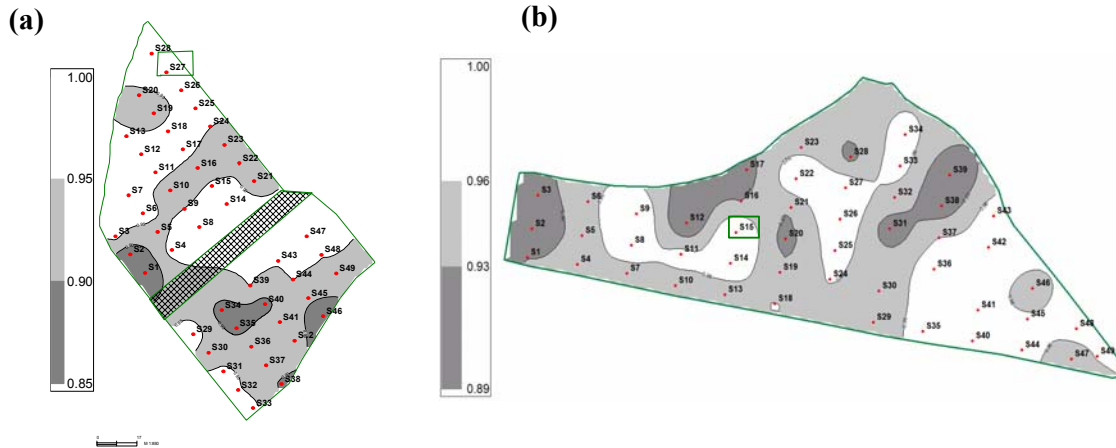 (a)
1.00
0.95
0.90
0.85
S28
S27
S26
S20
S25
S19
S24
S18
S13
S23
S17
S12
S22
S16
S11
S21
S15
S10
S7
S14
S9
S6
S8
S5
S3
S4
S2
S1
S47
S48
S43
S49
S44
S39
S45
S40
S34
S46
S41
S35
S29
S36
S30
S37
S31
S38
S32
S33
0
17
(b)
1.00
0.96
0.93
0.89
S34
S23
S28
S33
S17
S39
S22
S27
S3
S32
S6
S16
S38
S21
S9
S43
S26
S12
S2
S15
S31
S5
S20
S37
S8
S42
S25
S11
S1
S14
S36
S4
S19
S7
S24
S46
S30
S10
S13
S18
S41
S45
S29
S48
S35
S40
S44
S47
S49